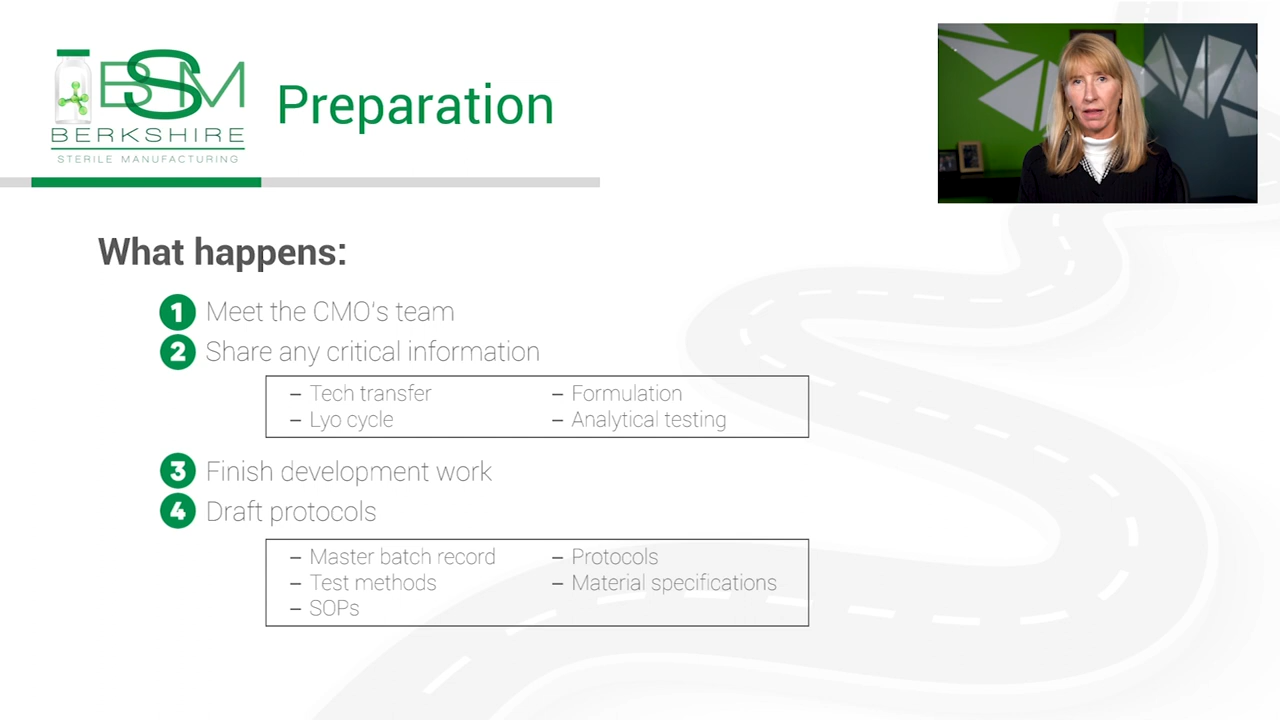 BSM
BERKSHIRE
STERILE MANUFACTURING
Preparation
What happens:
1 Meet the CMO's team
2 Share any critical information
– Tech transfer – Formulation
– Lyo cycle – Analytical testing
3 Finish development work
4 Draft protocols
– Master batch record – Protocols
– Test methods – Material specifications
– SOPs